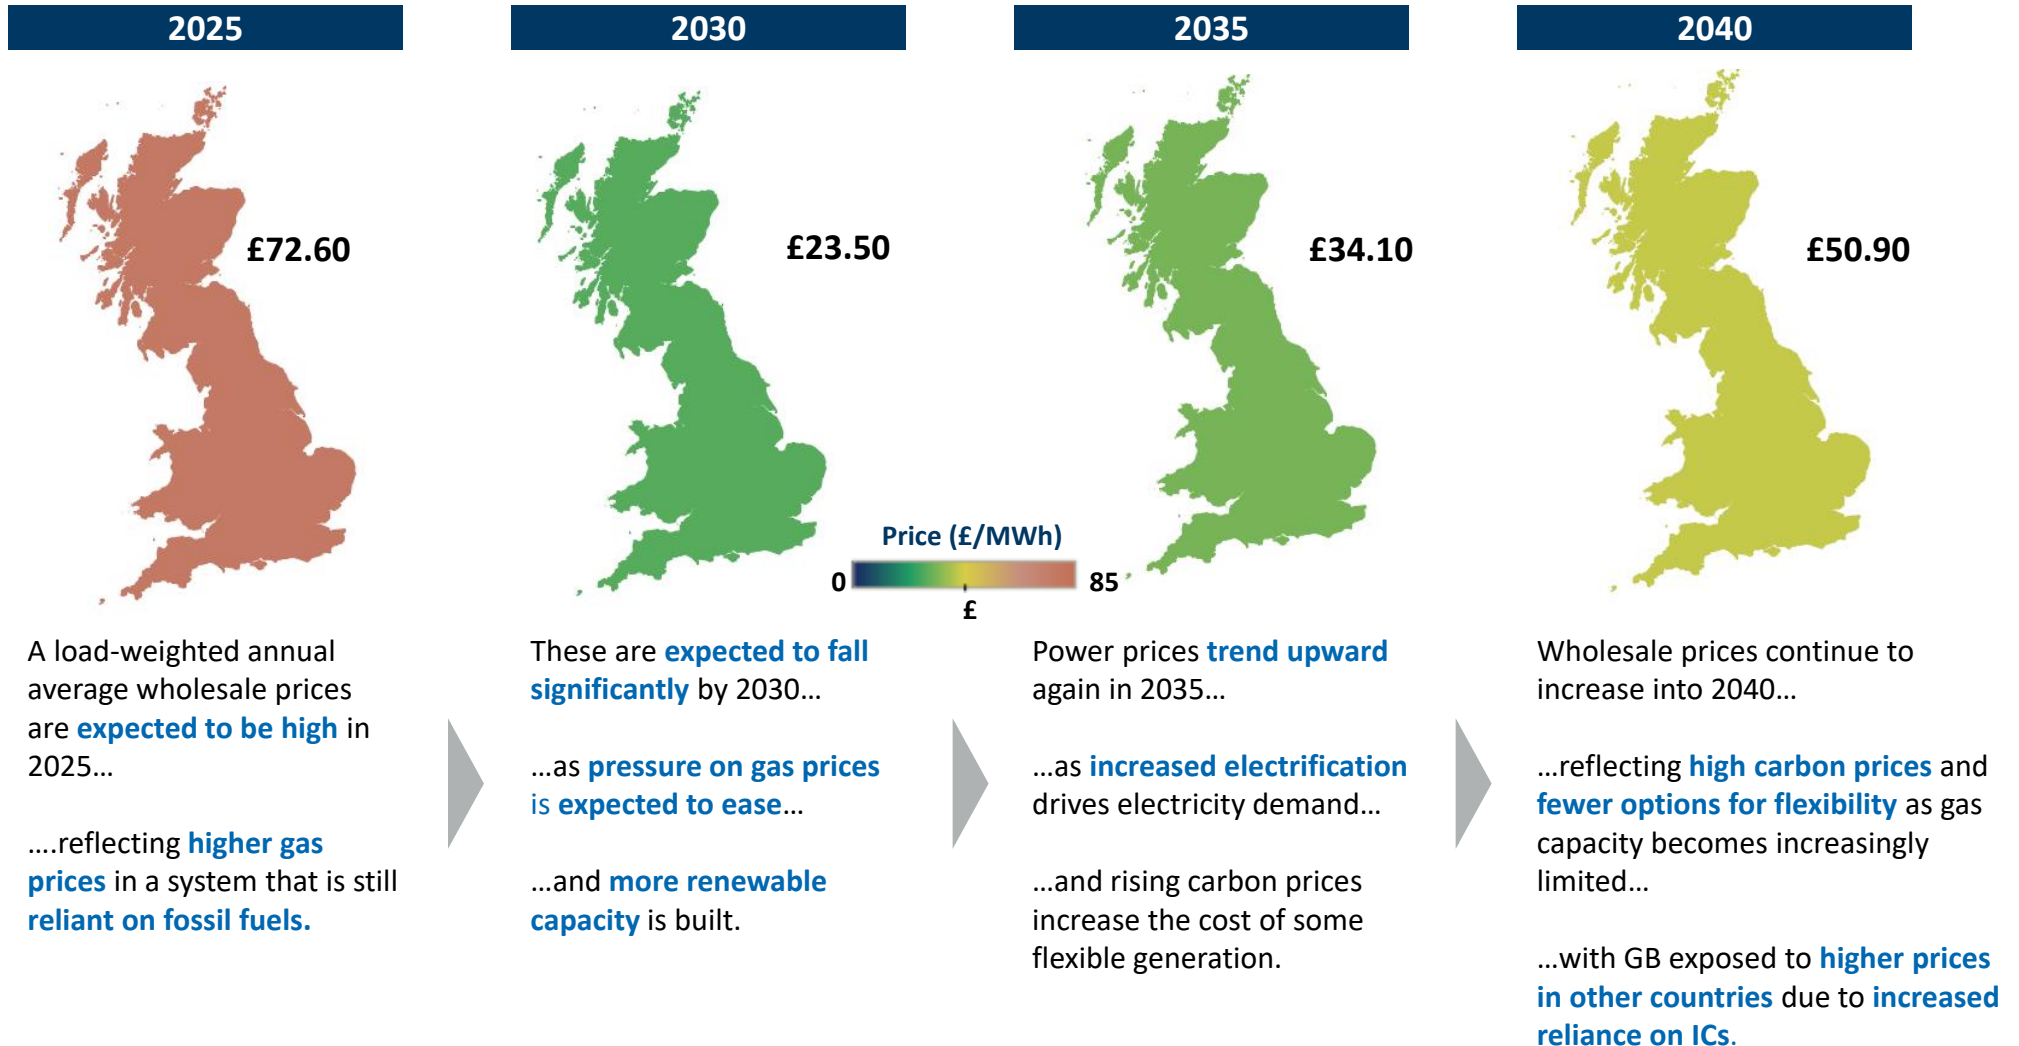 2025
£72.60
A load-weighted annual
average wholesale prices
are expected to be high in
2025...
....reflecting higher gas
prices in a system that is still
reliant on fossil fuels.
2030
£23.50
These are expected to fall
significantly by 2030...
...as pressure on gas prices
is expected to ease...
...and more renewable
capacity is built.
Price (£/MWh)
0
85
£
2035
£34.10
Power prices trend upward
again in 2035...
...as increased electrification
drives electricity demand...
...and rising carbon prices
increase the cost of some
flexible generation.
2040
£50.90
Wholesale prices continue to
increase into 2040...
...reflecting high carbon prices and
fewer options for flexibility as gas
capacity becomes increasingly
limited...
...with GB exposed to higher prices
in other countries due to increased
reliance on ICs.